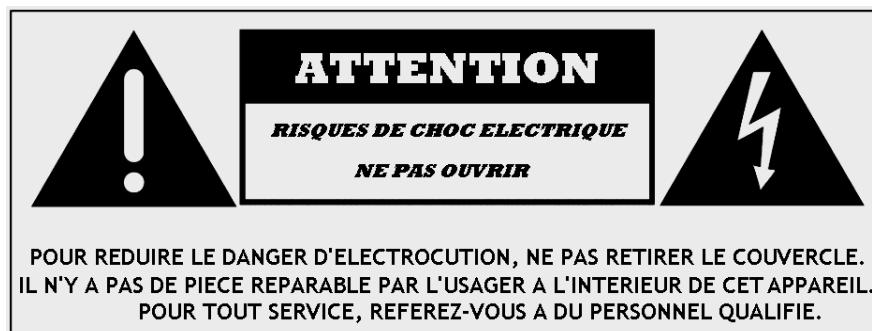 ATTENTION
RISQUES DE CHOC ELECTRIQUE
NE PAS OUVRIR
POUR REDUIRE LE DANGER D'ELECTROCUTION, NE PAS RETIRER LE COUVERCLE.
IL N'Y A PAS DE PIECE REPARABLE PAR L'USAGER A L'INTERIEUR DE CET APPAREIL.
POUR TOUT SERVICE, REFEREZ-VOUS A DU PERSONNEL QUALIFIE.